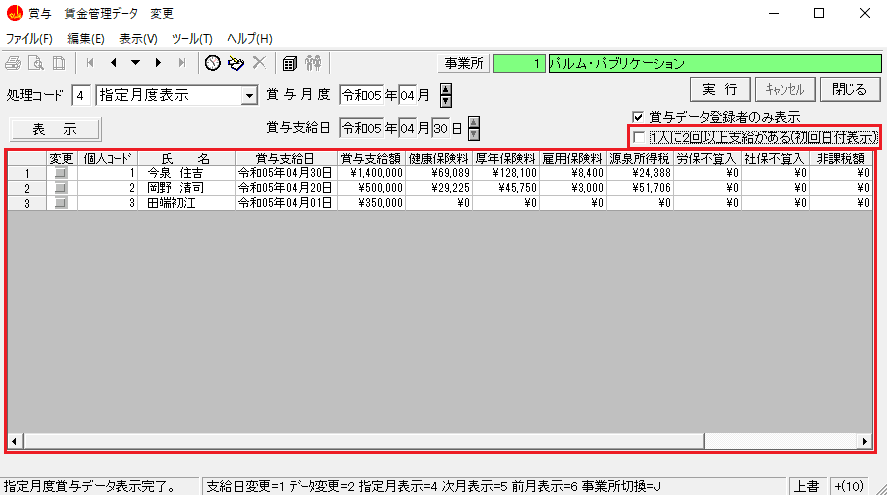 賞与　賃金管理データ　変更
ファイル(F)　編集(E)　表示(V)　ツール(T)　ヘルプ(H)
事業所 1 パルム・パブリケーション
処理コード 4 指定月度表示 賞与月度 令和05年04月 実 行 キャンセル 閉じる
賞与データ登録者のみ表示
表 示 賞与支給日 令和05年04月30日 1人に2回以上支給がある(初回日付表示)
変更 個人コード 氏　名 賞与支給日 賞与支給額 健康保険料 厚年保険料 雇用保険料 源泉所得税 労保不算入 社保不算入 非課税額
1 1 今泉 住吉 令和05年04月30日 ¥1,400,000 ¥69,089 ¥128,100 ¥8,400 ¥24,388 ¥0 ¥0 ¥0
2 2 岡野 清司 令和05年04月20日 ¥500,000 ¥29,225 ¥45,750 ¥3,000 ¥51,706 ¥0 ¥0 ¥0
3 3 田端初江 令和05年04月01日 ¥350,000 ¥0 ¥0 ¥0 ¥0 ¥0 ¥0 ¥0
指定月度賞与データ表示完了。 支給日変更=1 データ変更=2 指定月表示=4 次月表示=5 前月表示=6 事業所切換=J 上書 +(10)